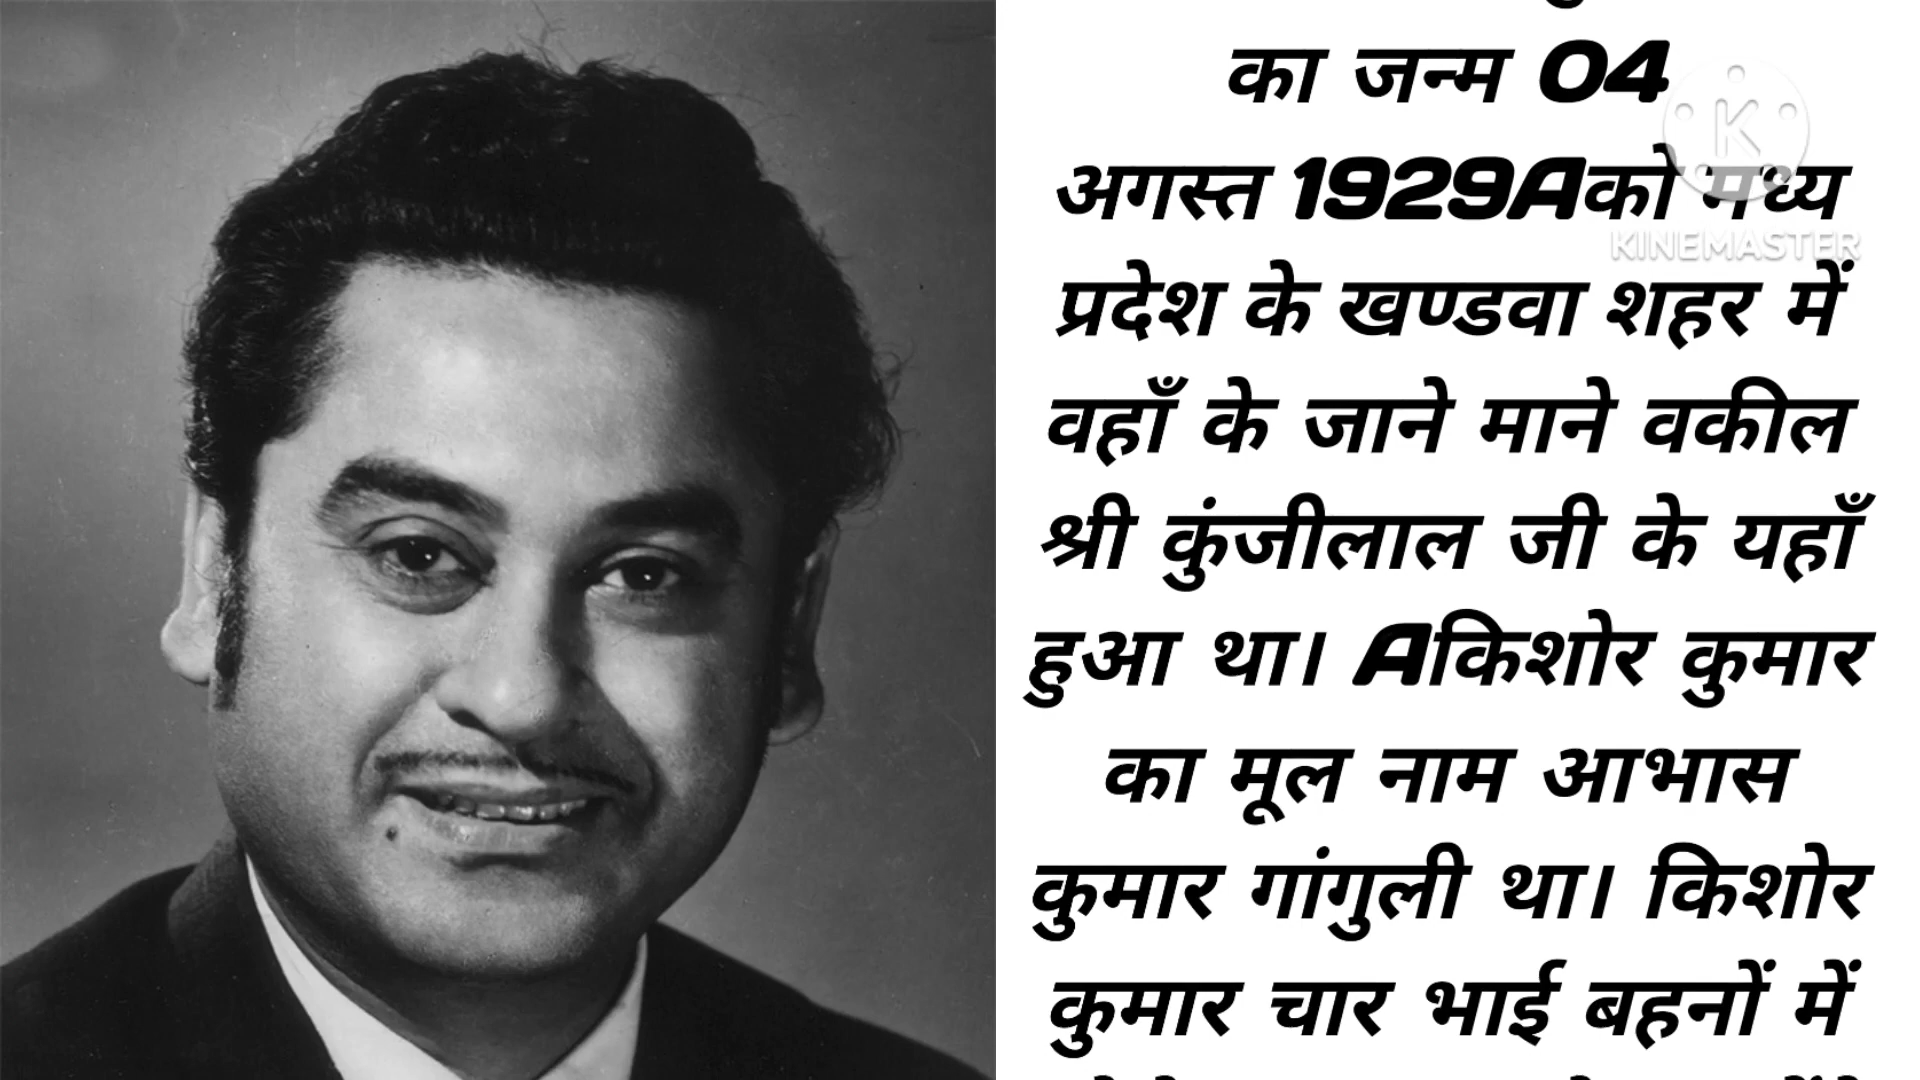 का जन्म 04
अगस्त 1929Aको मध्य
प्रदेश के खण्डवा शहर में
वहाँ के जाने माने वकील
श्री कुंजीलाल जी के यहाँ
हुआ था। Aकिशोर कुमार
का मूल नाम आभास
कुमार गांगुली था। किशोर
कुमार चार भाई बहनों में
K
KINEMASTER